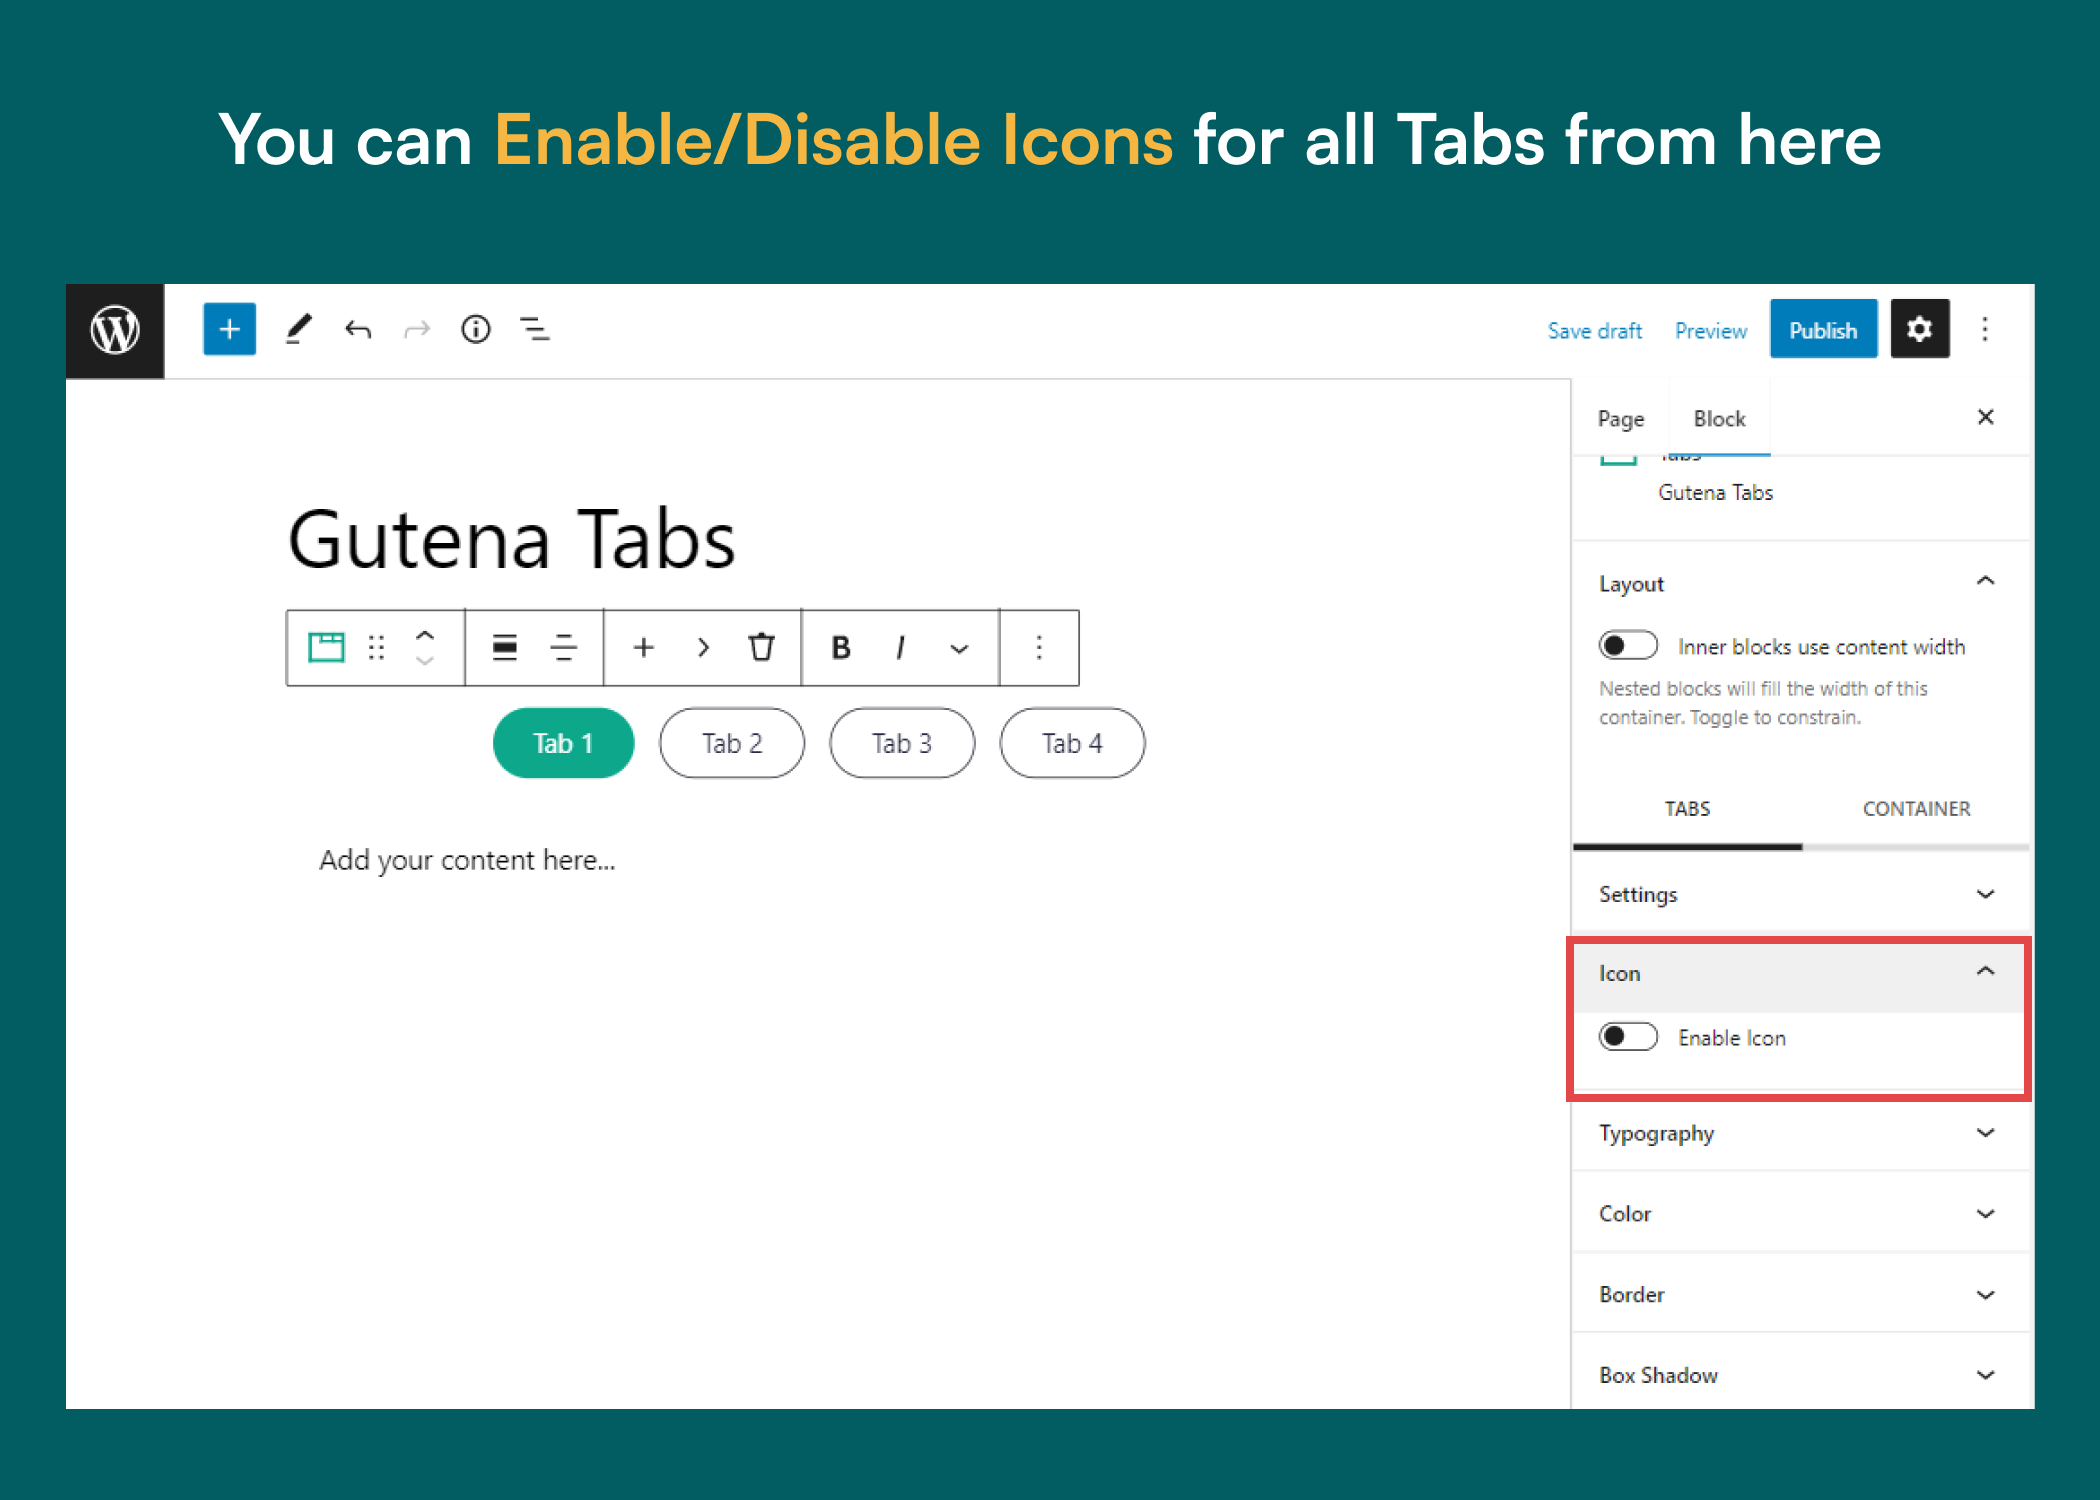 You can Enable/Disable Icons for all Tabs from here
Save draft Preview Publish
Page Block
Tabs
Gutena Tabs
Gutena Tabs
Layout
Inner blocks use content width
Nested blocks will fill the width of this
container. Toggle to constrain.
B I
Tab 1 Tab 2 Tab 3 Tab 4
TABS CONTAINER
Add your content here...
Settings
Icon
Enable Icon
Typography
Color
Border
Box Shadow